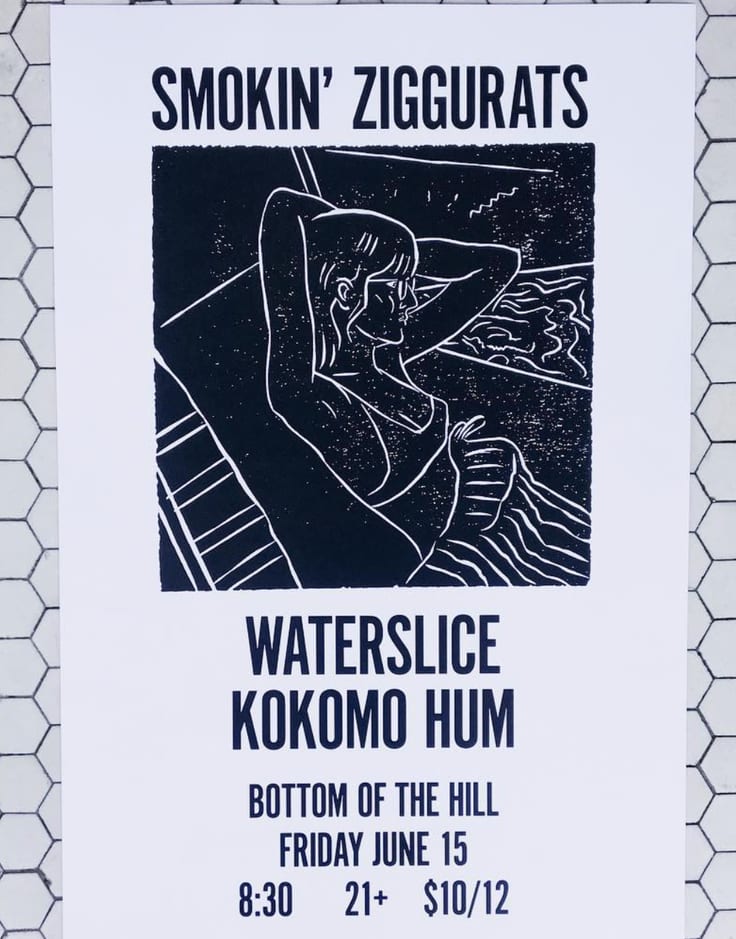 SMOKIN' ZIGGURATS
WATERSLICE
KOKOMO HUM
BOTTOM OF THE HILL
FRIDAY JUNE 15
8:30 21+ $10/12